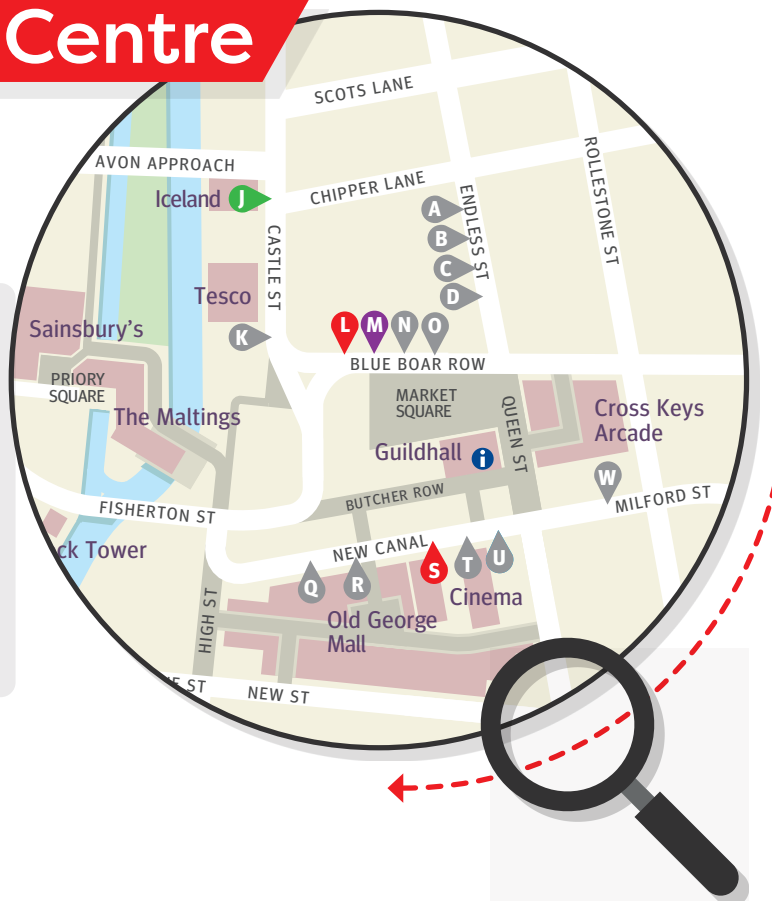 Centre
SCOTS LANE
AVON APPROACH
ROLLESTONE ST
Iceland
J
CHIPPER LANE
ENDLESS ST
A
B
C
D
CASTLE ST
Tesco
K
L
M
N
O
Sainsbury's
BLUE BOAR ROW
PRIORY
SQUARE
MARKET
SQUARE
QUEEN ST
Cross Keys
Arcade
The Maltings
Guildhall
i
W
BUTCHER ROW
MILFORD ST
FISHERTON ST
ck Tower
NEW CANAL
Q
R
S
T
U
Cinema
HIGH ST
Old George
Mall
ST
NEW ST